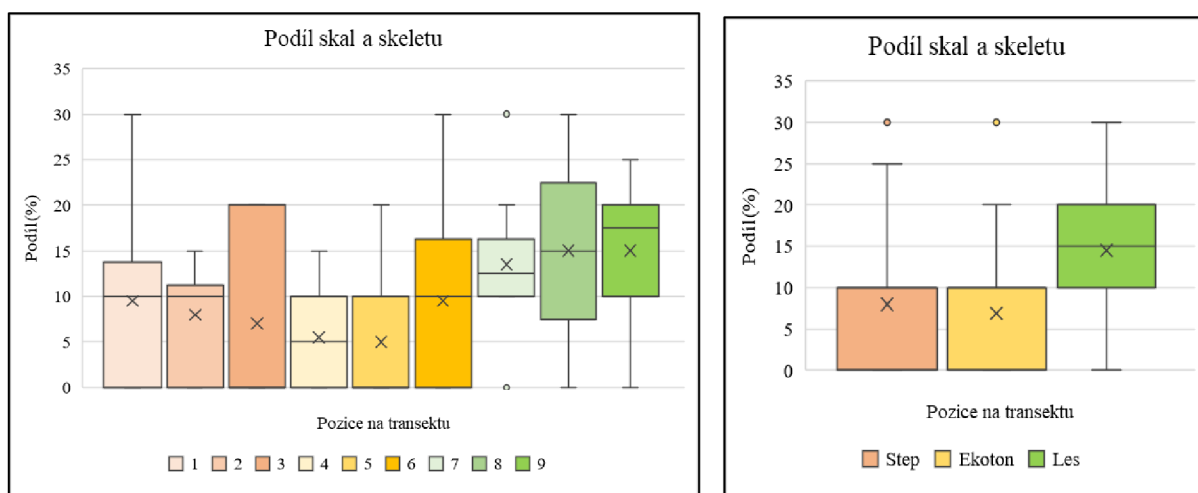 Podíl skal a skeletu
35
30
25
20
15
10
5
0
Podíl(%)
Pozice na transektu
1 2 3 4 5 6 7 8 9
Podíl skal a skeletu
35
30
25
20
15
10
5
0
Podíl(%)
Pozice na transektu
Step Ekoton Les